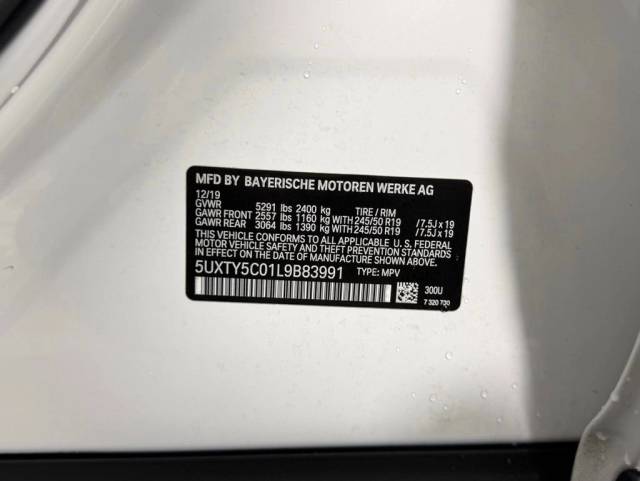 MFD BY BAYERISCHE MOTOREN WERKE AG
12/19
GVWR 5291 lbs 2400 kg TIRE / RIM
GAWR FRONT 2557 lbs 1160 kg WITH 245/50 R19 /7.5J x 19
GAWR REAR 3064 lbs 1390 kg WITH 245/50 R19 /7.5J x 19
THIS VEHICLE CONFORMS TO ALL APPLICABLE U. S. FEDERAL
MOTOR VEHICLE SAFETY AND THEFT PREVENTION STANDARDS
IN EFFECT ON THE DATE OF MANUFACTURE SHOWN ABOVE.
5UXTY5C01L9B83991 TYPE: MPV
300U
7 320 730